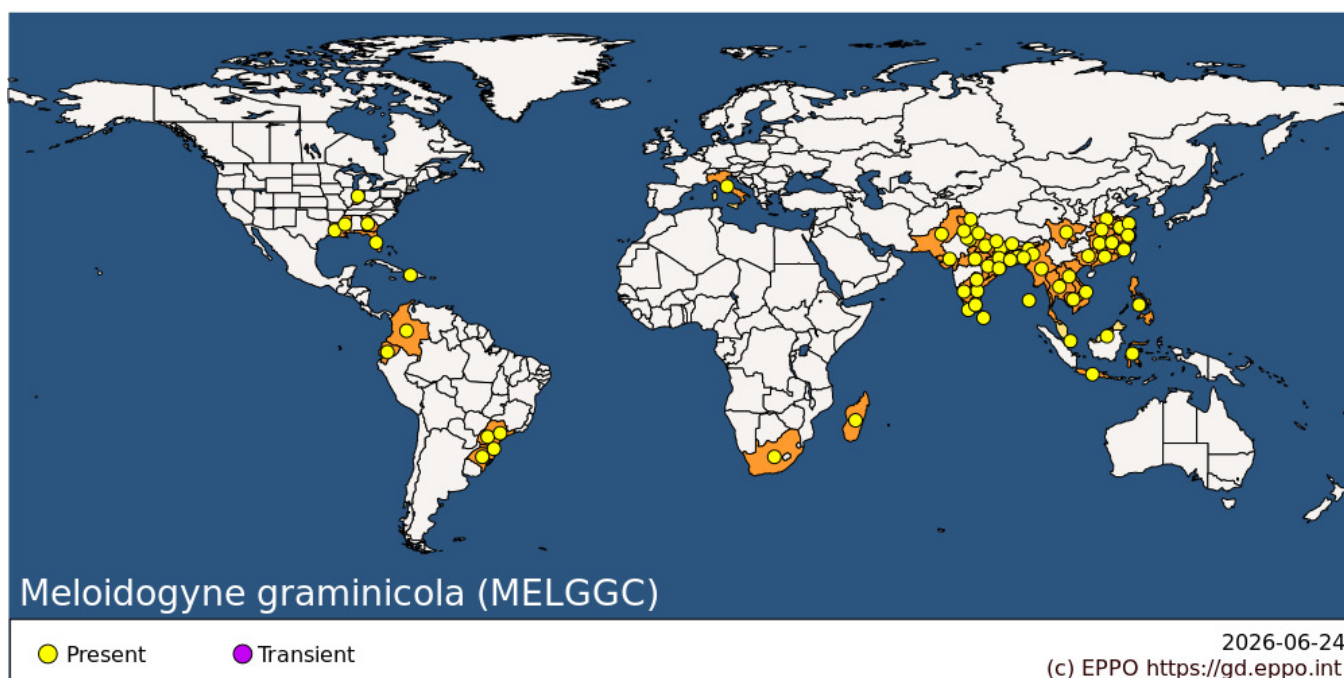 Meloidogyne graminicola (MELGGC)
Present
Transient
2026-06-24
(c) EPPO https://gd.eppo.int